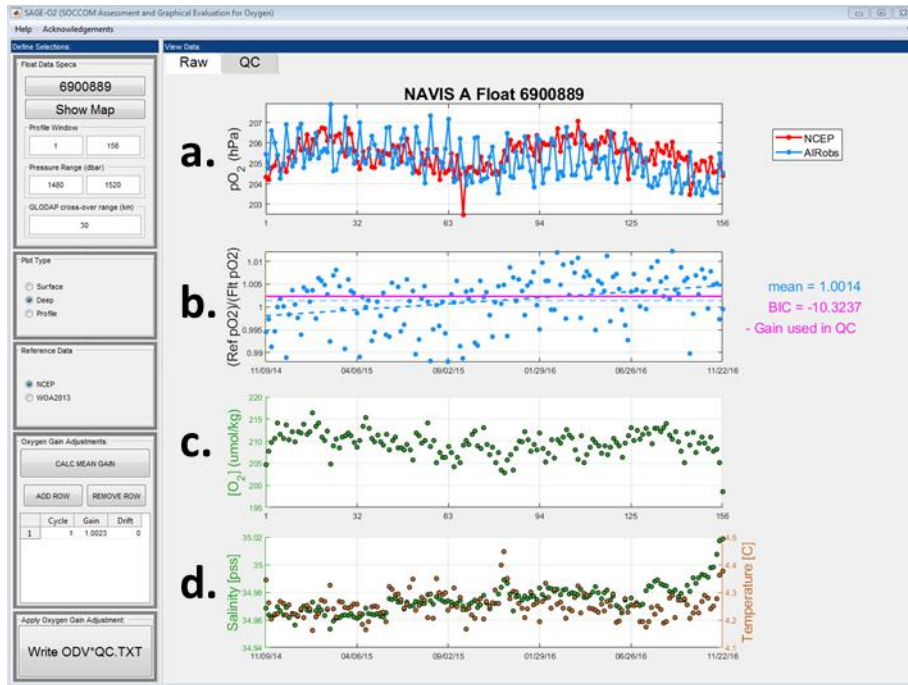 SAGE-O2 (SOCCOM Assessment and Graphical Evaluation for Oxygen)
Help Acknowledgements
Define Selections:
Float Data Specs
6900889
Show Map
Profile Window
1 156
Pressure Range (dbar)
1480 1520
GLODAP cross-over range (km)
30
Plot Type
Surface
Deep
Profile
Reference Data
NCEP
WOA2013
Oxygen Gain Adjustments:
CALC MEAN GAIN
ADD ROW REMOVE ROW
Cycle Gain Drift
1 1 1.0023 0
Apply Oxygen Gain Adjustment:
Write ODV*QC.TXT
View Data:
Raw QC
NAVIS A Float 6900889
a.
pO2 (hPa)
207
206
205
204
203
1 32 63 94 125 156
NCEP
AIRobs
b.
(Ref pO2)/(Flt pO2)
1.01
1.005
1
0.995
0.99
11/09/14 04/06/15 09/02/15 01/29/16 06/26/16 11/22/16
mean = 1.0014
BIC = -10.3237
- Gain used in QC
c.
[O2] (umol/kg)
220
215
210
205
200
195
1 32 63 94 125 156
d.
Salinity [pss]
35.02
35
34.98
34.96
34.94
11/09/14 04/06/15 09/02/15 01/29/16 06/26/16 11/22/16
4.5
4.4
4.3
4.2
4.1
Temperature [C]